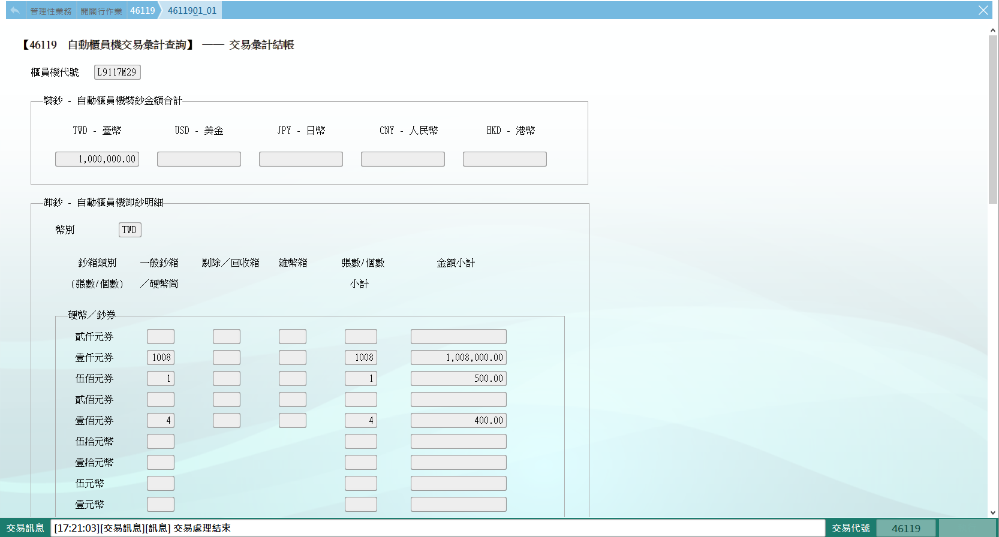 管理性業務 開關行作業 46119 461190̲1_01
【46119 自動櫃員機交易彙計查詢】 —— 交易彙計結帳
櫃員機代號 L9117M29
裝鈔 - 自動櫃員機裝鈔金額合計
TWD - 臺幣 USD - 美金 JPY - 日幣 CNY - 人民幣 HKD - 港幣
1,000,000.00
卸鈔 - 自動櫃員機卸鈔明細
幣別 TWD
鈔箱類別 一般鈔箱 剔除／回收箱 雜幣箱 張數/個數 金額小計
(張數/個數) ／硬幣筒 小計
硬幣／鈔券
貳仟元券
壹仟元券 1008 1008 1,008,000.00
伍佰元券 1 1 500.00
貳佰元券
壹佰元券 4 4 400.00
伍拾元幣
壹拾元幣
伍元幣
壹元幣
交易訊息 [17:21:03][交易訊息][訊息] 交易處理結束 交易代號 46119